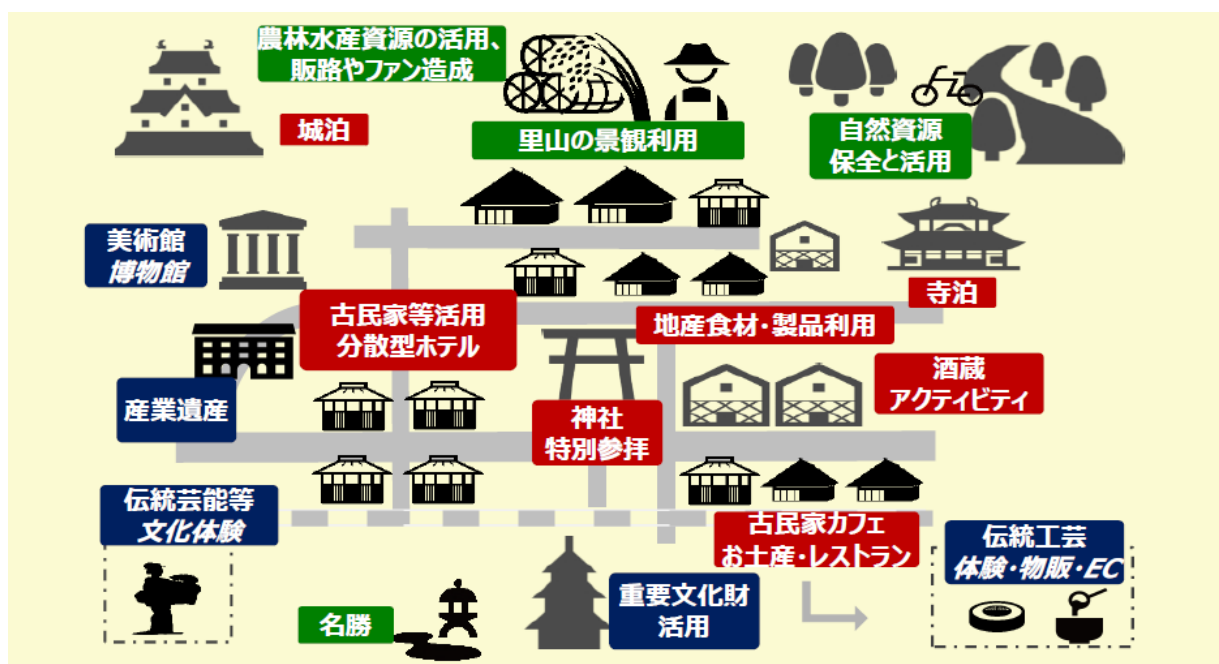 農林水産資源の活用、
販路やファン造成
城泊
里山の景観利用
自然資源
保全と活用
美術館
博物館
寺泊
古民家等活用
分散型ホテル
地産食材・製品利用
産業遺産
酒蔵
アクティビティ
神社
特別参拝
伝統芸能等
文化体験
古民家カフェ
お土産・レストラン
伝統工芸
体験・物販・EC
名勝
重要文化財
活用